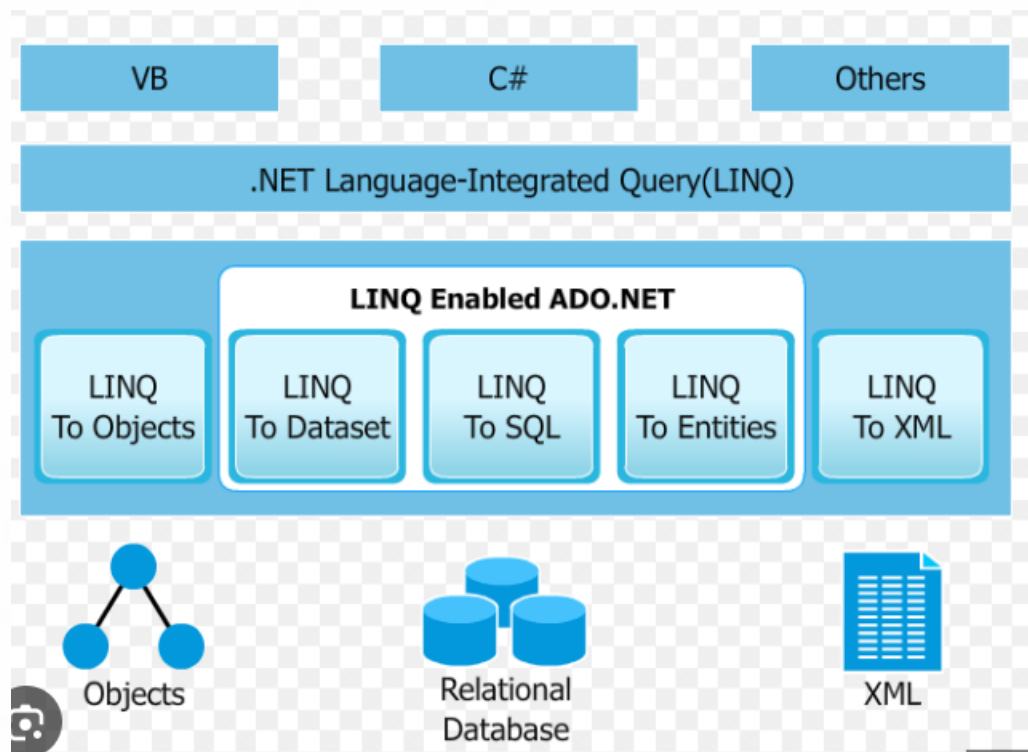 VB
C#
Others
.NET Language-Integrated Query(LINQ)
LINQ Enabled ADO.NET
LINQ
To Objects
LINQ
To Dataset
LINQ
To SQL
LINQ
To Entities
LINQ
To XML
Objects
Relational
Database
XML